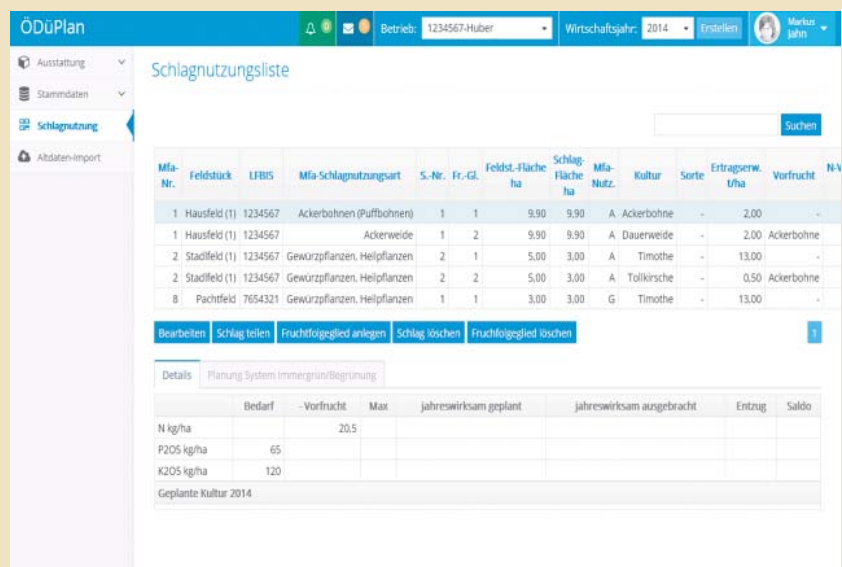 ÖDüPlan
0
0
Betrieb: 1234567-Huber
Wirtschaftsjahr: 2014
Erstellen
Markus
Jahn
Ausstattung
Stammdaten
Schlagnutzung
Altdaten-Import
Schlagnutzungsliste
Suchen
Mfa-Nr. Feldstück LFBIS Mfa-Schlagnutzungsart S.-Nr. Fr.-Gl. Feldst.-Fläche ha Schlag-Fläche ha Mfa-Nutz. Kultur Sorte Ertragserw. t/ha Vorfrucht N-V
1 Hausfeld (1) 1234567 Ackerbohnen (Puffbohnen) 1 1 9,90 9,90 A Ackerbohne - 2,00 -
1 Hausfeld (1) 1234567 Ackerweide 1 2 9,90 9,90 A Dauerweide - 2,00 Ackerbohne
2 Stadlfeld (1) 1234567 Gewürzpflanzen, Heilpflanzen 2 1 5,00 3,00 A Timothe - 13,00 -
2 Stadlfeld (1) 1234567 Gewürzpflanzen, Heilpflanzen 2 2 5,00 3,00 A Tollkirsche - 0,50 Ackerbohne
8 Pachtfeld 7654321 Gewürzpflanzen, Heilpflanzen 1 1 3,00 3,00 G Timothe - 13,00 -
Bearbeiten Schlag teilen Fruchtfolgeglied anlegen Schlag löschen Fruchfolgeglied löschen 1
Details Planung System Immergrün/Begrünung
Bedarf - Vorfrucht Max jahreswirksam geplant jahreswirksam ausgebracht Entzug Saldo
N kg/ha 20,5
P2O5 kg/ha 65
K2O5 kg/ha 120
Geplante Kultur 2014